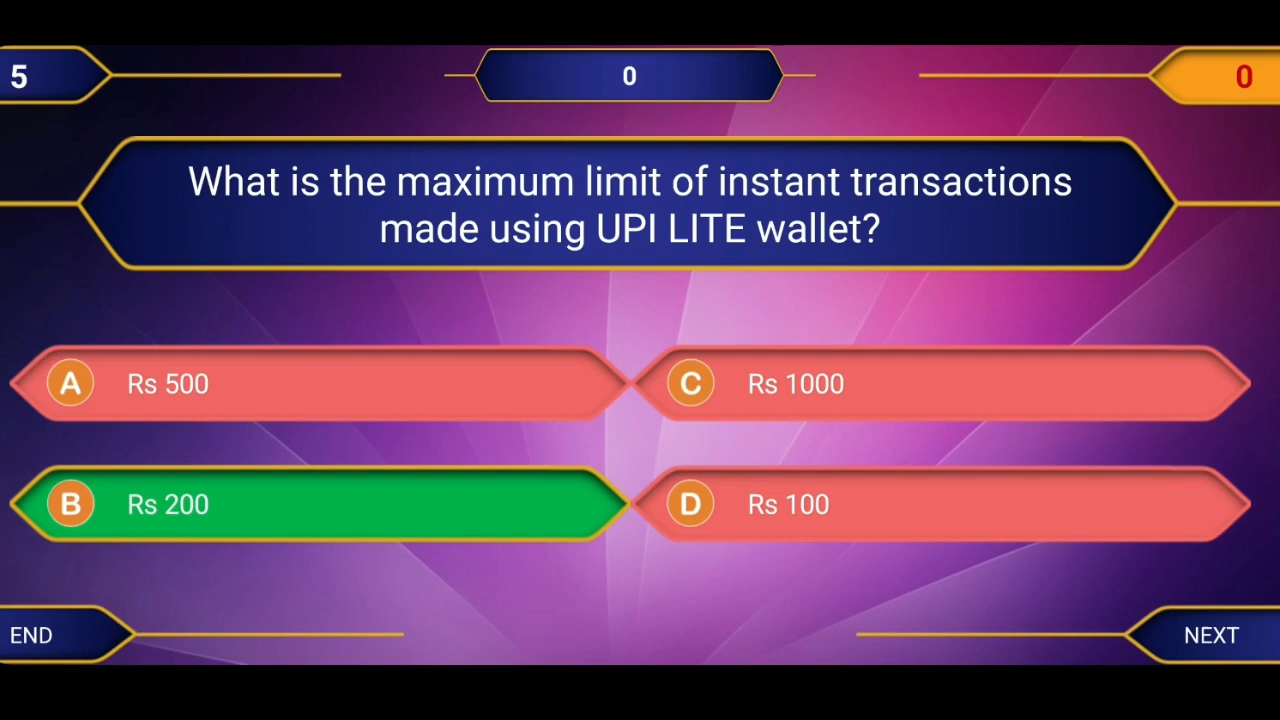 5
0
0
What is the maximum limit of instant transactions
made using UPI LITE wallet?
A Rs 500
C Rs 1000
B Rs 200
D Rs 100
END
NEXT